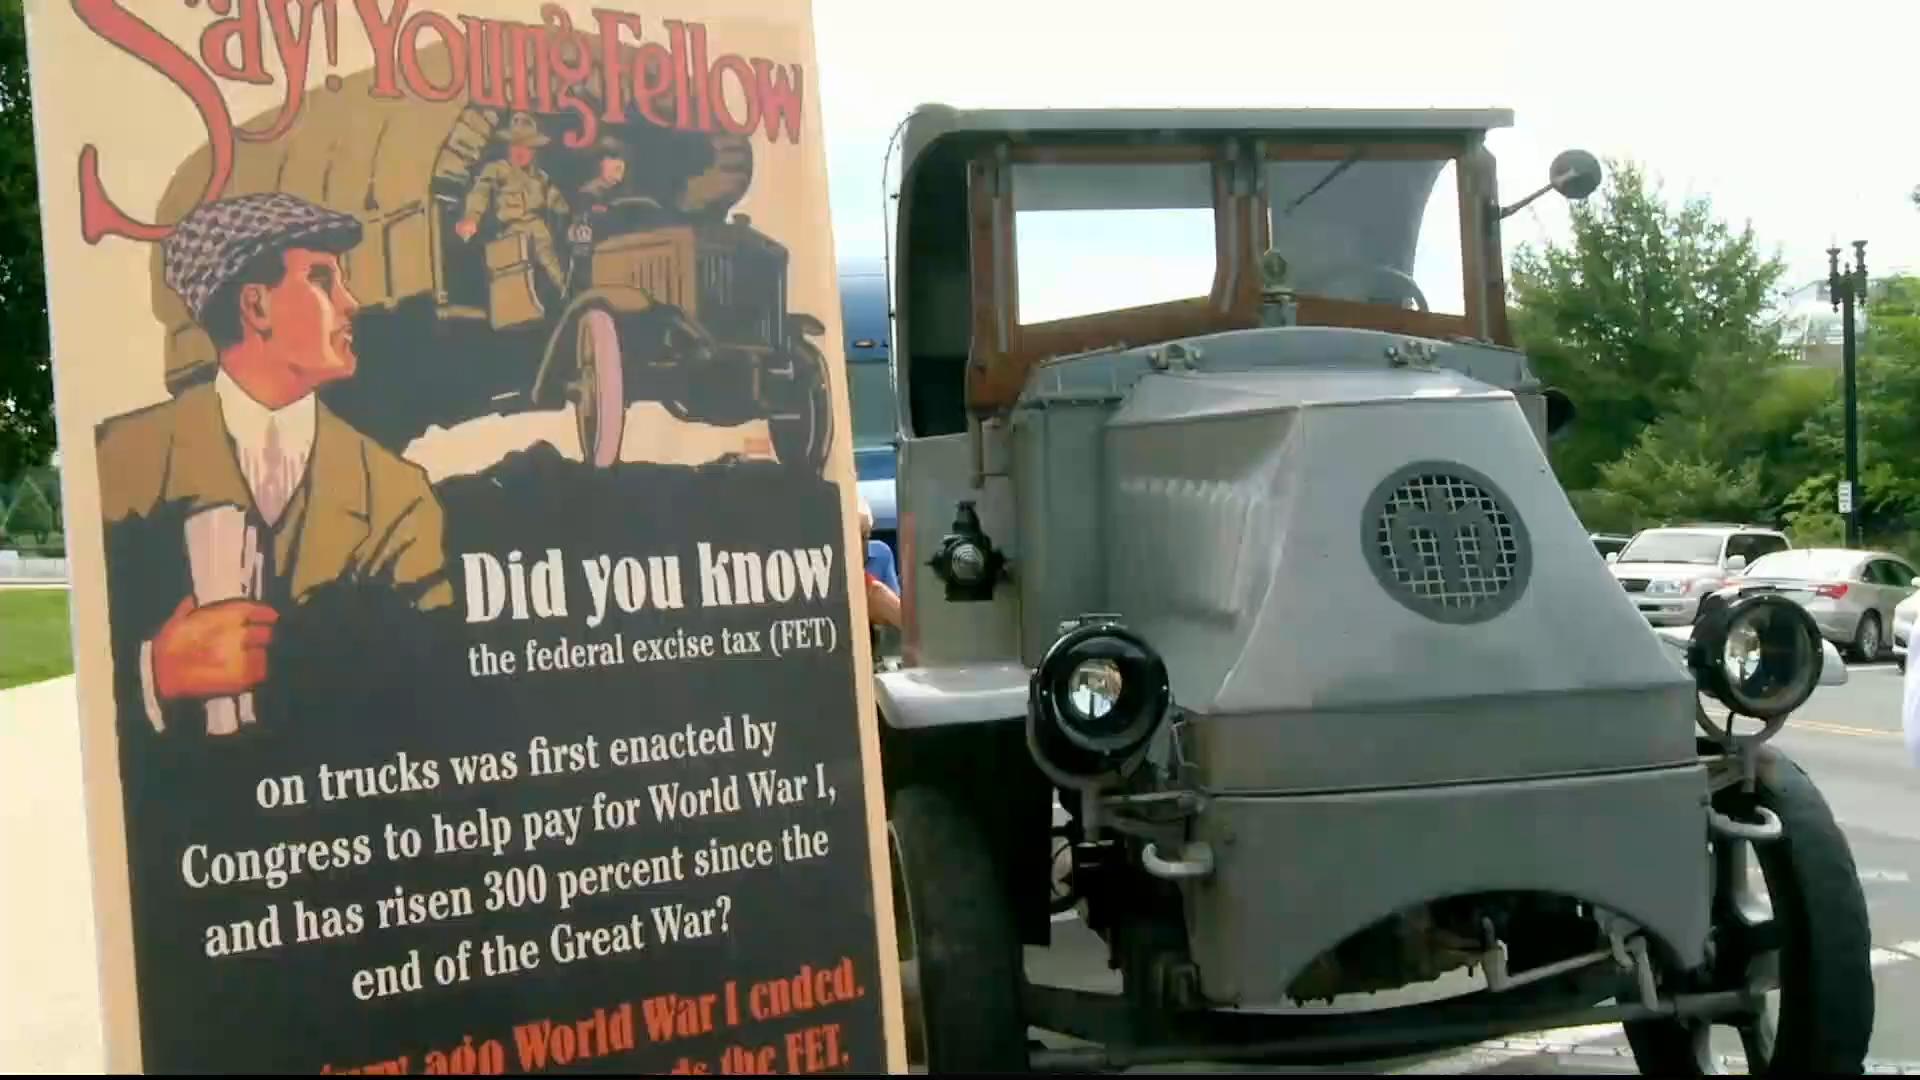 Say! Young Fellow
Did you know
the federal excise tax (FET)
on trucks was first enacted by
Congress to help pay for World War I,
and has risen 300 percent since the
end of the Great War?
ago World War I ended.
the FET.